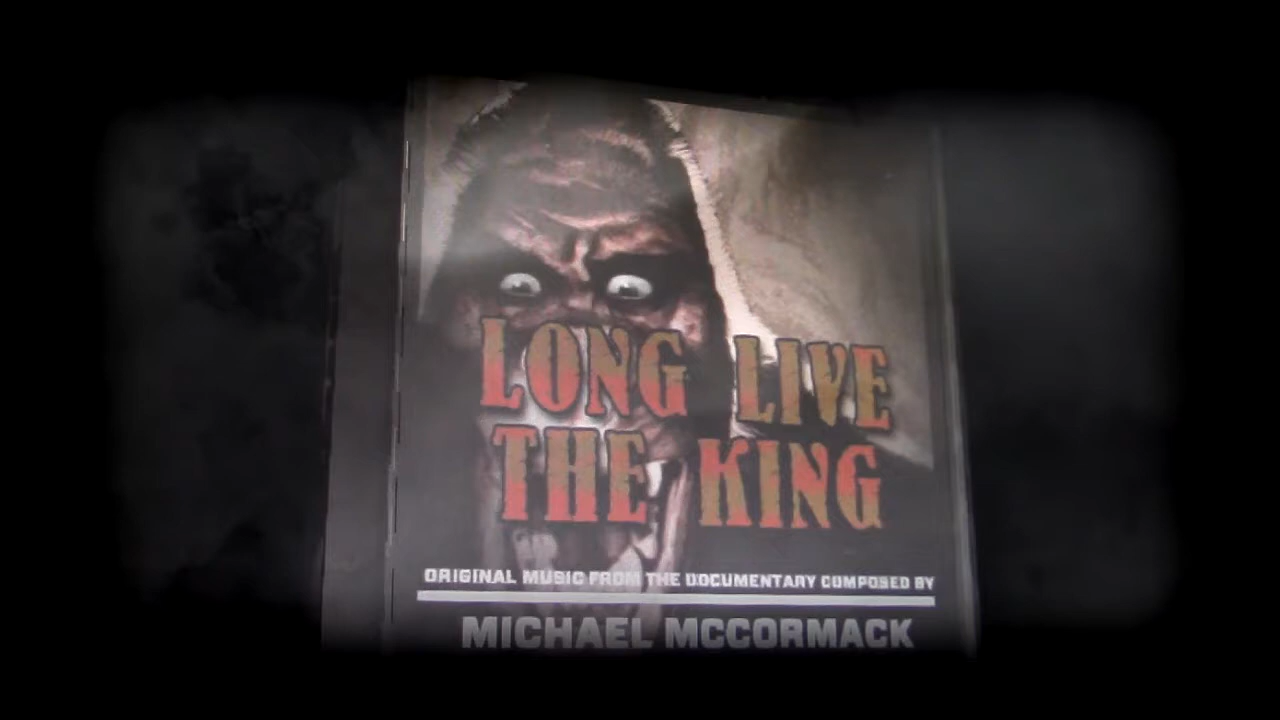 LONG LIVE
THE KING
ORIGINAL MUSIC FROM THE DOCUMENTARY COMPOSED BY
MICHAEL MCCORMACK